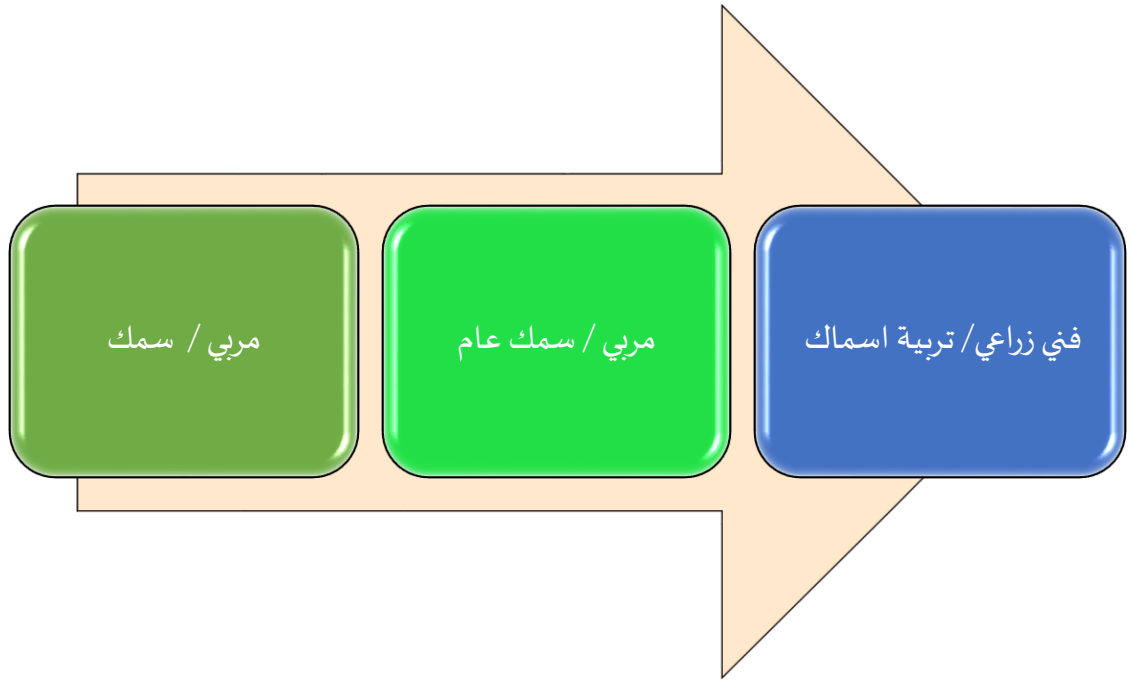 مربي / سمك
مربي / سمك عام
فني زراعي/ تربية اسماك